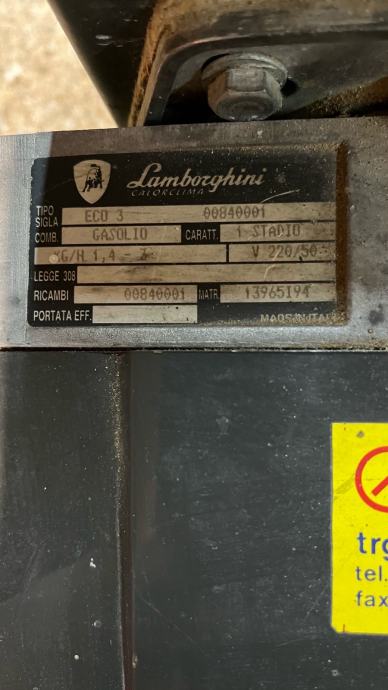 Lamborghini
CALORCLIMA
TIPO SIGLA ECO 3 00840001
COMB. GASOLIO CARATT. 1 STADIO
KG/H 1,4 - 3 V 220/50
LEGGE 308
RICAMBI 00840001 MATR. 13965194
PORTATA EFF.
MADE IN ITALY
tel.
fax